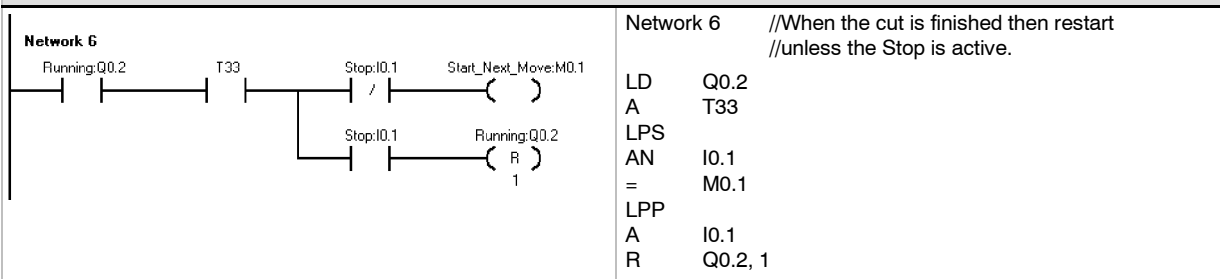 Network 6
Running:Q0.2 T33 Stop:I0.1 Start_Next_Move:M0.1
/
Stop:I0.1 Running:Q0.2
R
1
Network 6 //When the cut is finished then restart
//unless the Stop is active.
LD Q0.2
A T33
LPS
AN I0.1
= M0.1
LPP
A I0.1
R Q0.2, 1